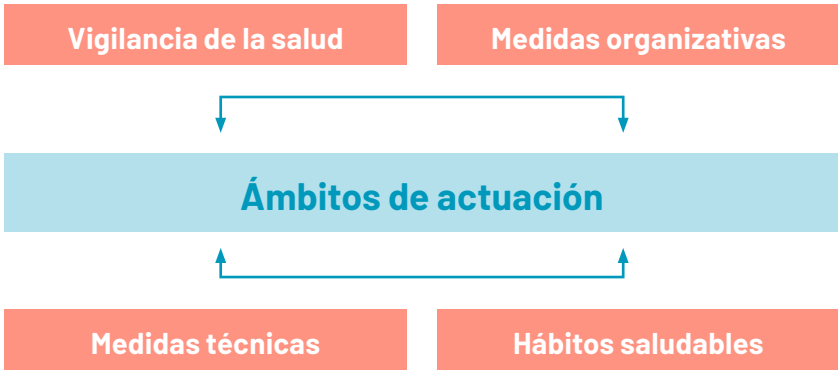 Vigilancia de la salud
Medidas organizativas
Ámbitos de actuación
Medidas técnicas
Hábitos saludables